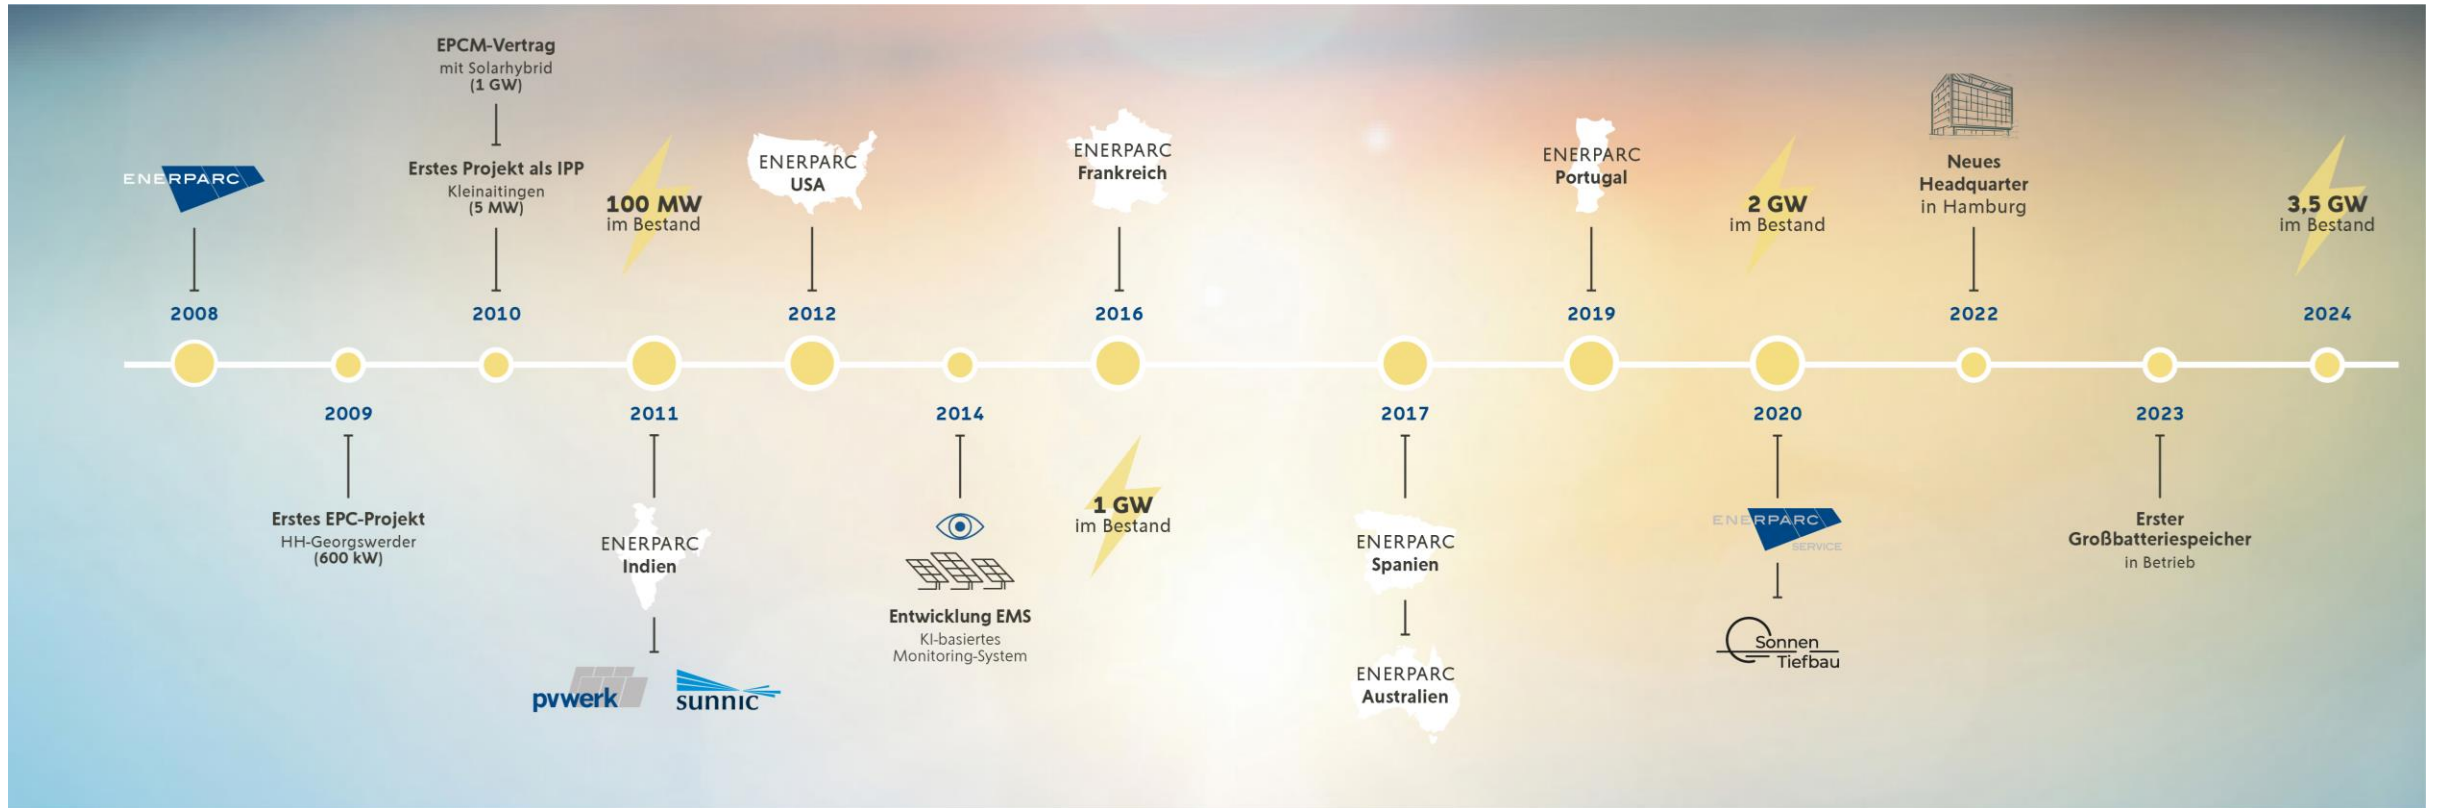 ENERPARC
2008
2009
Erstes EPC-Projekt
HH-Georgswerder
(600 kW)
EPCM-Vertrag
mit Solarhybrid
(1 GW)
Erstes Projekt als IPP
Kleinaitingen
(5 MW)
2010
100 MW
im Bestand
2011
ENERPARC
Indien
pvwerk
sunnic
ENERPARC
USA
2012
2014
Entwicklung EMS
KI-basiertes
Monitoring-System
ENERPARC
Frankreich
2016
1 GW
im Bestand
2017
ENERPARC
Spanien
ENERPARC
Australien
ENERPARC
Portugal
2019
2 GW
im Bestand
2020
ENERPARC
SERVICE
Sonnen
Tiefbau
Neues
Headquarter
in Hamburg
2022
2023
Erster
Großbatteriespeicher
in Betrieb
3,5 GW
im Bestand
2024